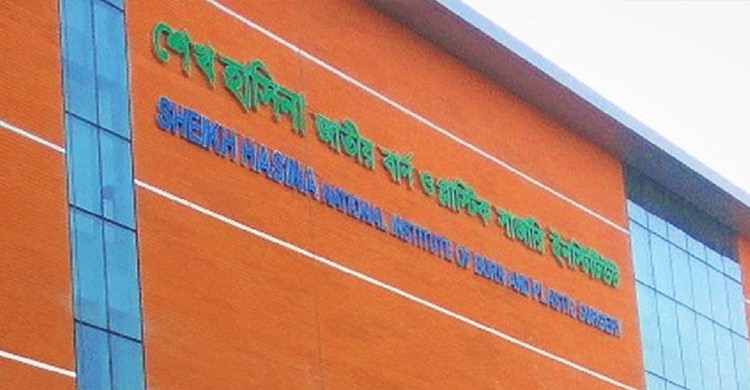 শেখ হাসিনা জাতীয় বার্ন ও প্লাস্টিক সার্জারি ইনস্টিটিউট
SHEIKH HASINA NATIONAL INSTITUTE OF BURN AND PLASTIC SURGERY